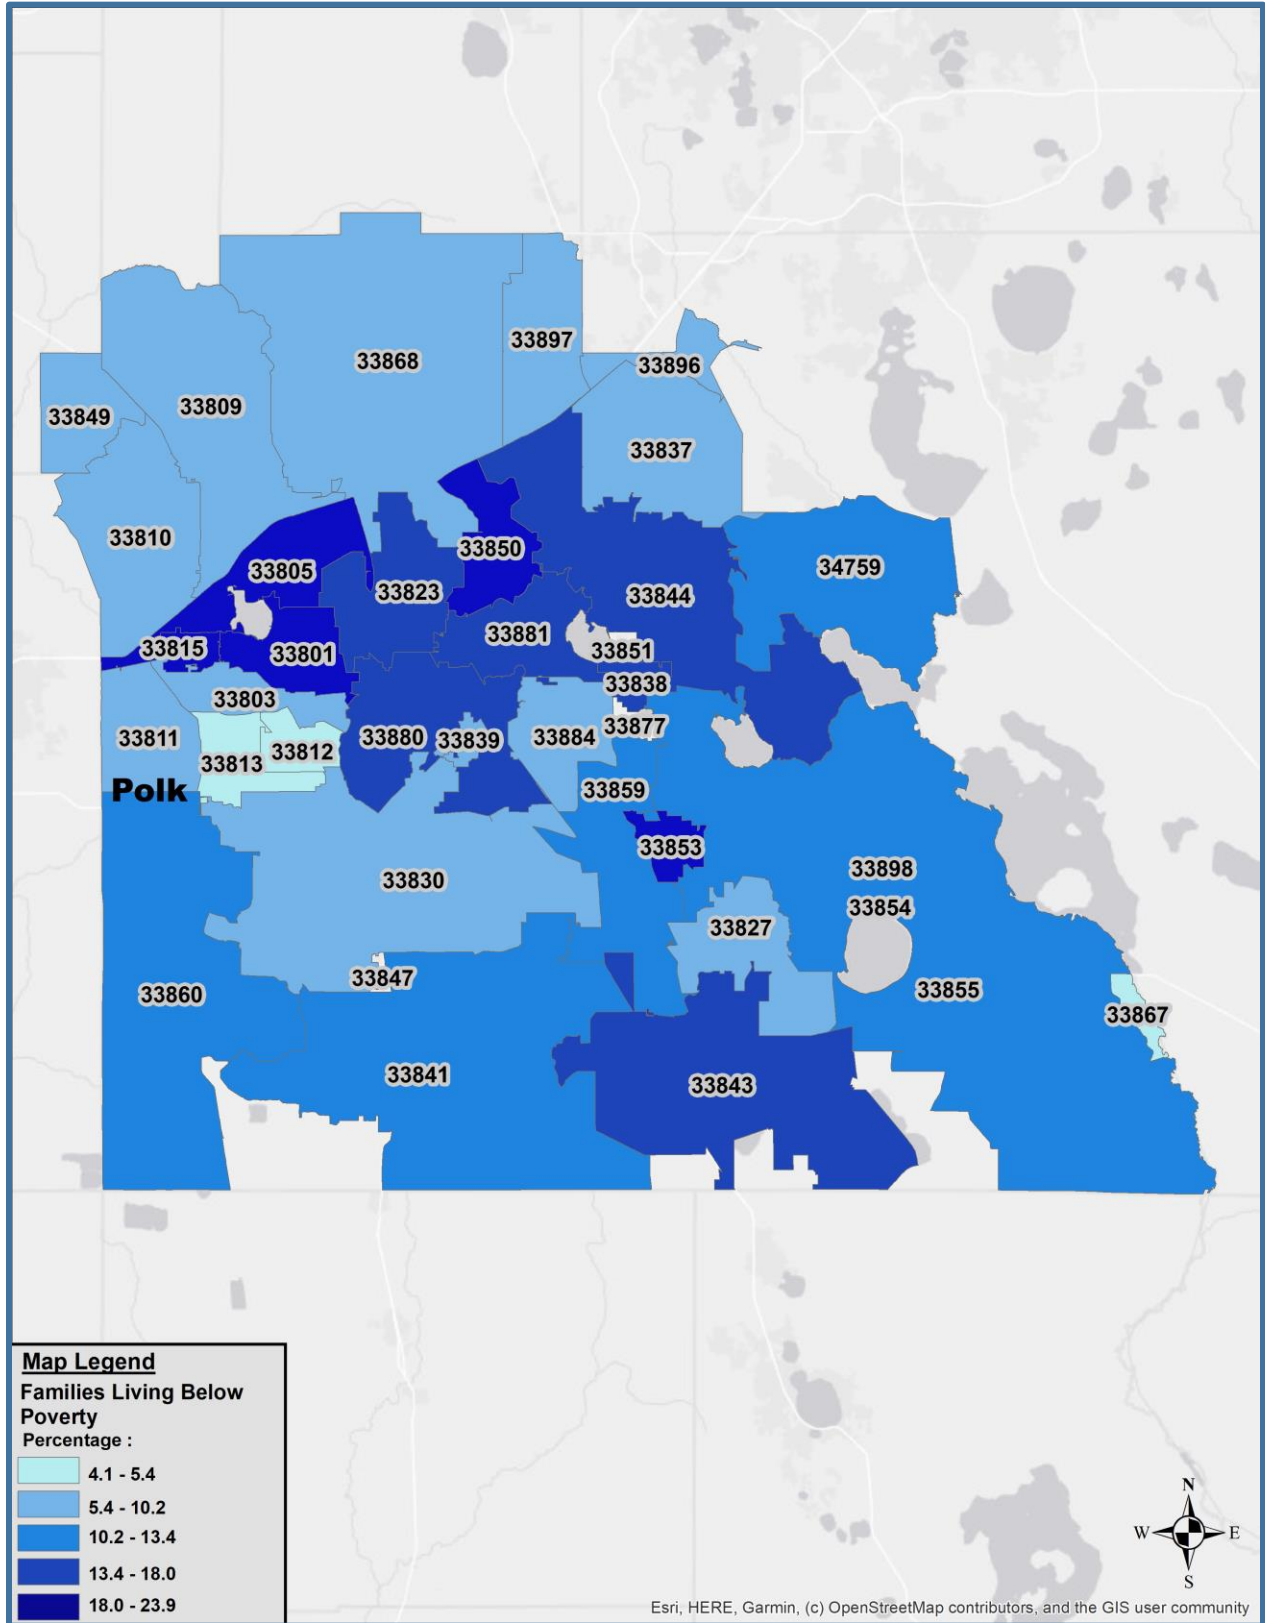 33897
33868
33896
33849
33809
33837
33810
33850
33805
34759
33823
33844
33881
33815
33801
33851
33838
33803
33877
33811
33880
33839
33884
33813
33812
Polk
33859
33853
33898
33830
33854
33827
33847
33860
33855
33867
33841
33843
Map Legend
Families Living Below
Poverty
Percentage :
4.1 - 5.4
5.4 - 10.2
10.2 - 13.4
13.4 - 18.0
18.0 - 23.9
N
W E
S
Esri, HERE, Garmin, (c) OpenStreetMap contributors, and the GIS user community